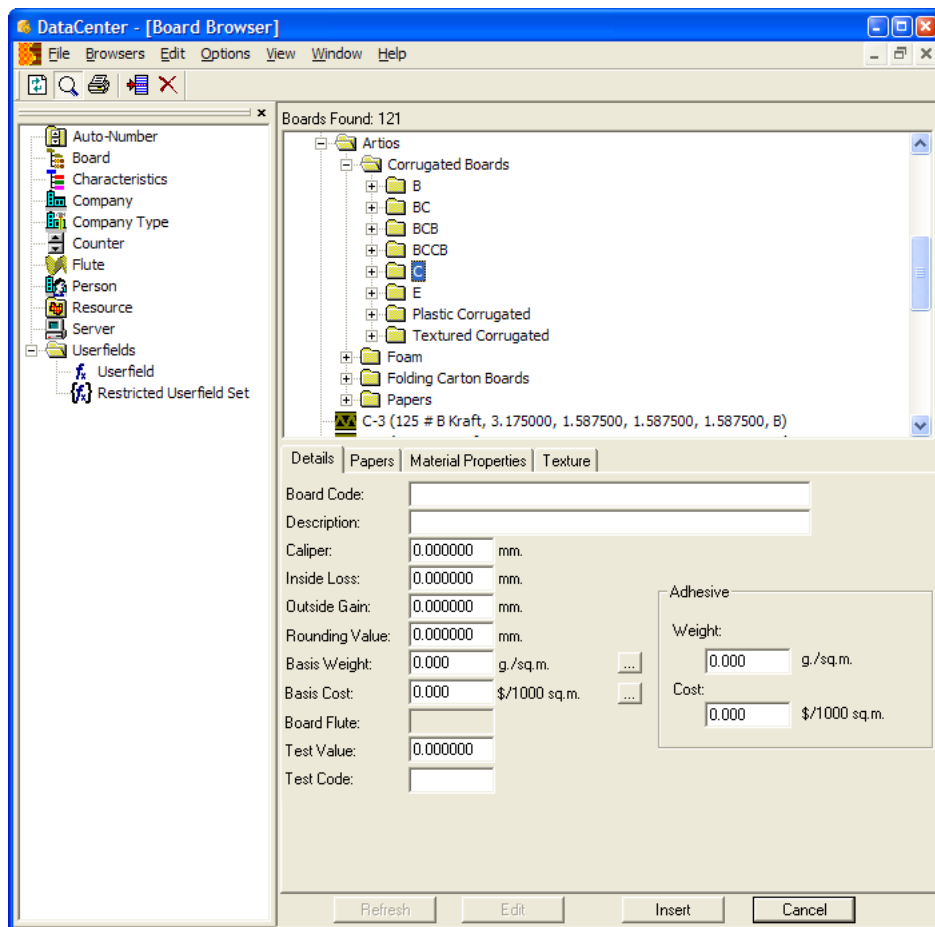 DataCenter - [Board Browser]
File Browsers Edit Options View Window Help
Auto-Number
Board
Characteristics
Company
Company Type
Counter
Flute
Person
Resource
Server
Userfields
Userfield
Restricted Userfield Set
Boards Found: 121
Artios
Corrugated Boards
B
BC
BCB
BCCB
C
E
Plastic Corrugated
Textured Corrugated
Foam
Folding Carton Boards
Papers
C-3 (125 # B Kraft, 3.175000, 1.587500, 1.587500, 1.587500, B)
Details Papers Material Properties Texture
Board Code:
Description:
Caliper: 0.000000 mm.
Inside Loss: 0.000000 mm.
Outside Gain: 0.000000 mm.
Rounding Value: 0.000000 mm.
Basis Weight: 0.000 g./sq.m. ...
Basis Cost: 0.000 $/1000 sq.m. ...
Board Flute:
Test Value: 0.000000
Test Code:
Adhesive
Weight:
0.000 g./sq.m.
Cost:
0.000 $/1000 sq.m.
Refresh Edit Insert Cancel